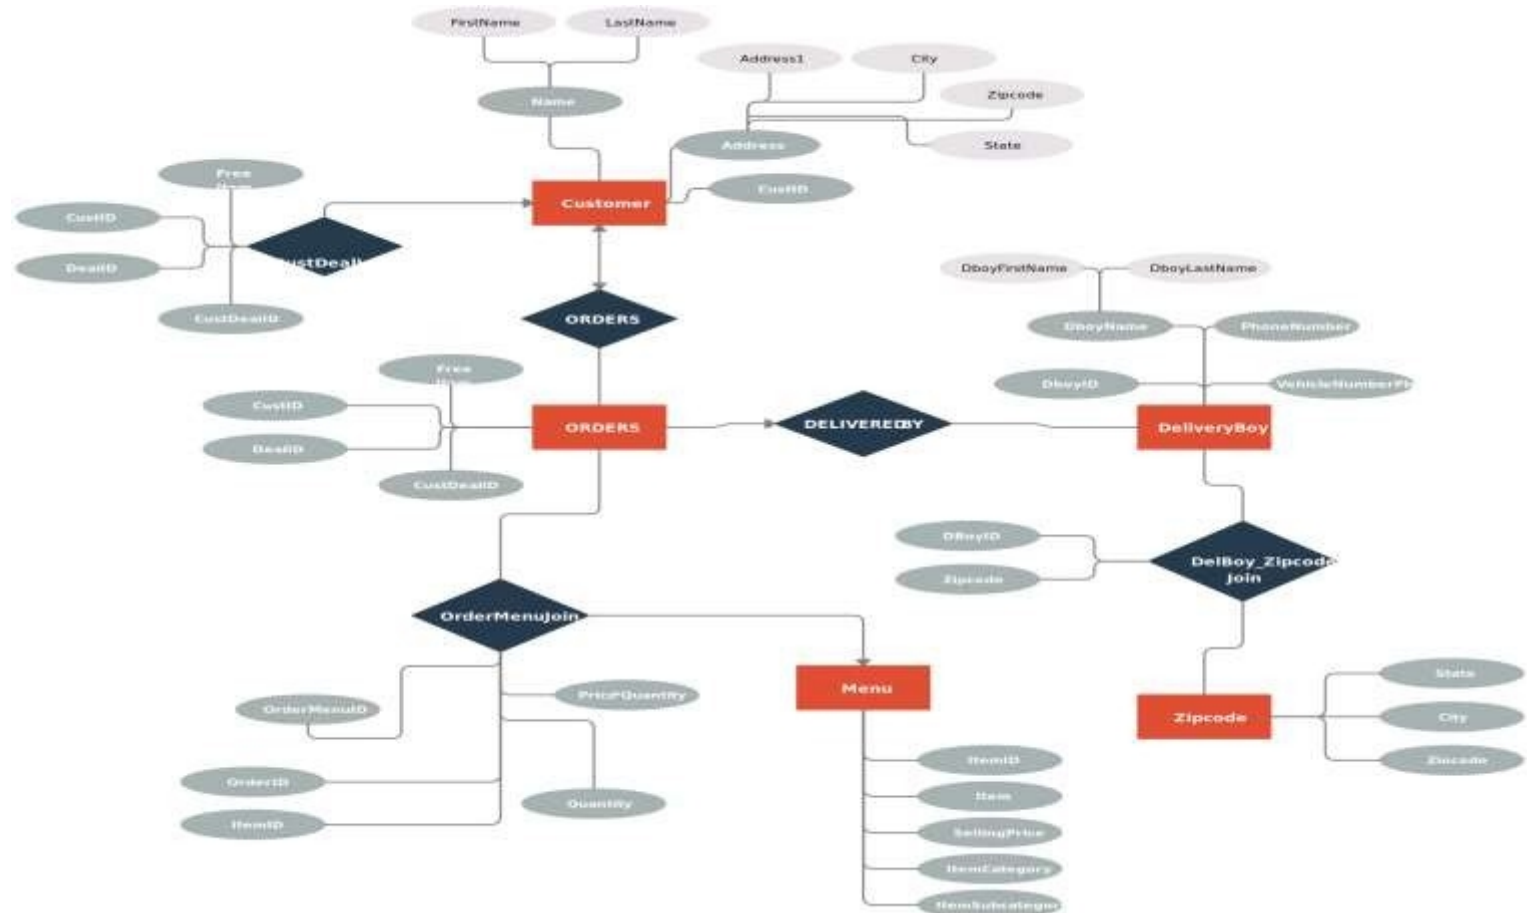 FirstName
LastName
Address1
City
Name
Zipcode
Address
State
Free
CustID
Customer
CustID
DealID
CustDealID
ORDERS
DboyFirstName
DboyLastName
DboyName
PhoneNumber
Free
DboyID
CustID
ORDERS
DELIVEREDBY
DeliveryBoy
DealID
CustDealID
DBoyID
DelBoy_Zipcode
Join
Zipcode
OrderMenuJoin
State
Menu
OrderMenuID
Zipcode
City
ItemID
Zipcode
OrderID
Item
Quantity
ItemID
SellingPrice
ItemCategory